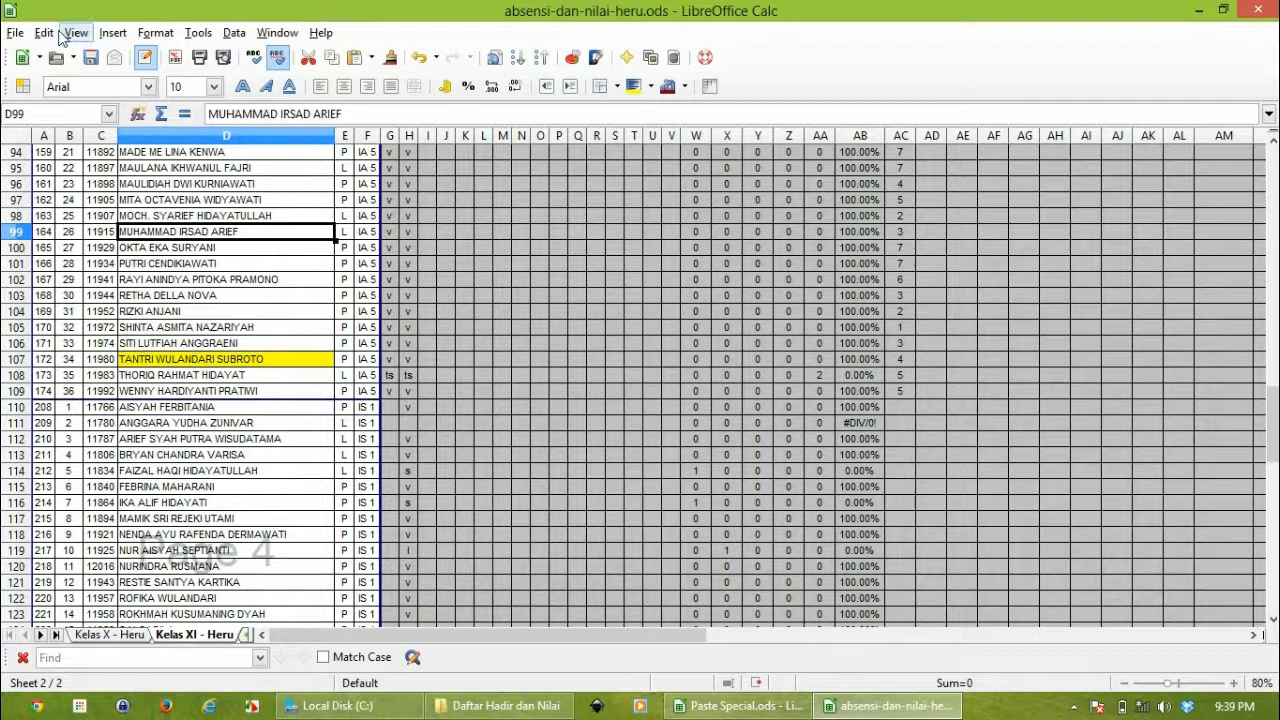 absensi-dan-nilai-heru.ods - LibreOffice Calc
File Edit View Insert Format Tools Data Window Help
Arial 10
D99 MUHAMMAD IRSAD ARIEF
A B C D E F G H I J K L M N O P Q R S T U V W X Y Z AA AB AC AD AE AF AG AH AI AJ AK AL AM
94 159 21 11892 MADE ME LINA KENWA P IA 5 v v 0 0 0 0 0 100.00% 7
95 160 22 11897 MAULANA IKHWANUL FAJRI L IA 5 v v 0 0 0 0 0 100.00% 7
96 161 23 11898 MAULIDIAH DWI KURNIAWATI P IA 5 v v 0 0 0 0 0 100.00% 4
97 162 24 11905 MITA OCTAVENIA WIDYAWATI P IA 5 v v 0 0 0 0 0 100.00% 5
98 163 25 11907 MOCH. SYARIEF HIDAYATULLAH L IA 5 v v 0 0 0 0 0 100.00% 2
99 164 26 11915 MUHAMMAD IRSAD ARIEF L IA 5 v v 0 0 0 0 0 100.00% 3
100 165 27 11929 OKTA EKA SURYANI P IA 5 v v 0 0 0 0 0 100.00% 7
101 166 28 11934 PUTRI CENDIKIAWATI P IA 5 v v 0 0 0 0 0 100.00% 7
102 167 29 11941 RAYI ANINDYA PITOKA PRAMONO P IA 5 v v 0 0 0 0 0 100.00% 6
103 168 30 11944 RETHA DELLA NOVA P IA 5 v v 0 0 0 0 0 100.00% 3
104 169 31 11952 RIZKI ANJANI P IA 5 v v 0 0 0 0 0 100.00% 2
105 170 32 11972 SHINTA ASMITA NAZARIYAH P IA 5 v v 0 0 0 0 0 100.00% 1
106 171 33 11974 SITI LUTFIAH ANGGRAENI P IA 5 v v 0 0 0 0 0 100.00% 3
107 172 34 11980 TANTRI WULANDARI SUBROTO P IA 5 v v 0 0 0 0 0 100.00% 4
108 173 35 11983 THORIQ RAHMAT HIDAYAT L IA 5 ts ts 0 0 0 0 2 0.00% 5
109 174 36 11992 WENNY HARDIYANTI PRATIWI P IA 5 v v 0 0 0 0 0 100.00% 5
110 208 1 11766 AISYAH FERBITANIA P IS 1 v 0 0 0 0 0 100.00%
111 209 2 11780 ANGGARA YUDHA ZUNIVAR L IS 1 0 0 0 0 0 #DIV/0!
112 210 3 11787 ARIEF SYAH PUTRA WISUDATAMA L IS 1 v 0 0 0 0 0 100.00%
113 211 4 11806 BRYAN CHANDRA VARISA L IS 1 v 0 0 0 0 0 100.00%
114 212 5 11834 FAIZAL HAQI HIDAYATULLAH L IS 1 s 1 0 0 0 0 0.00%
115 213 6 11840 FEBRINA MAHARANI P IS 1 v 0 0 0 0 0 100.00%
116 214 7 11864 IKA ALIF HIDAYATI P IS 1 s 1 0 0 0 0 0.00%
117 215 8 11894 MAMIK SRI REJEKI UTAMI P IS 1 v 0 0 0 0 0 100.00%
118 216 9 11921 NENDA AYU RAFENDA DERMAWATI P IS 1 v 0 0 0 0 0 100.00%
119 217 10 11925 NUR AISYAH SEPTIANTI P IS 1 I 0 1 0 0 0 0.00%
Page 4
120 218 11 12016 NURINDRA RUSMANA P IS 1 v 0 0 0 0 0 100.00%
121 219 12 11943 RESTIE SANTYA KARTIKA P IS 1 v 0 0 0 0 0 100.00%
122 220 13 11957 ROFIKA WULANDARI P IS 1 v 0 0 0 0 0 100.00%
123 221 14 11958 ROKHMAH KUSUMANING DYAH P IS 1 v 0 0 0 0 0 100.00%
Kelas X - Heru Kelas XI - Heru
Find Match Case
Sheet 2 / 2 Default Sum=0 80%
Local Disk (C:) Daftar Hadir dan Nilai Paste Special.ods - L... absensi-dan-nilai-he... 9:39 PM